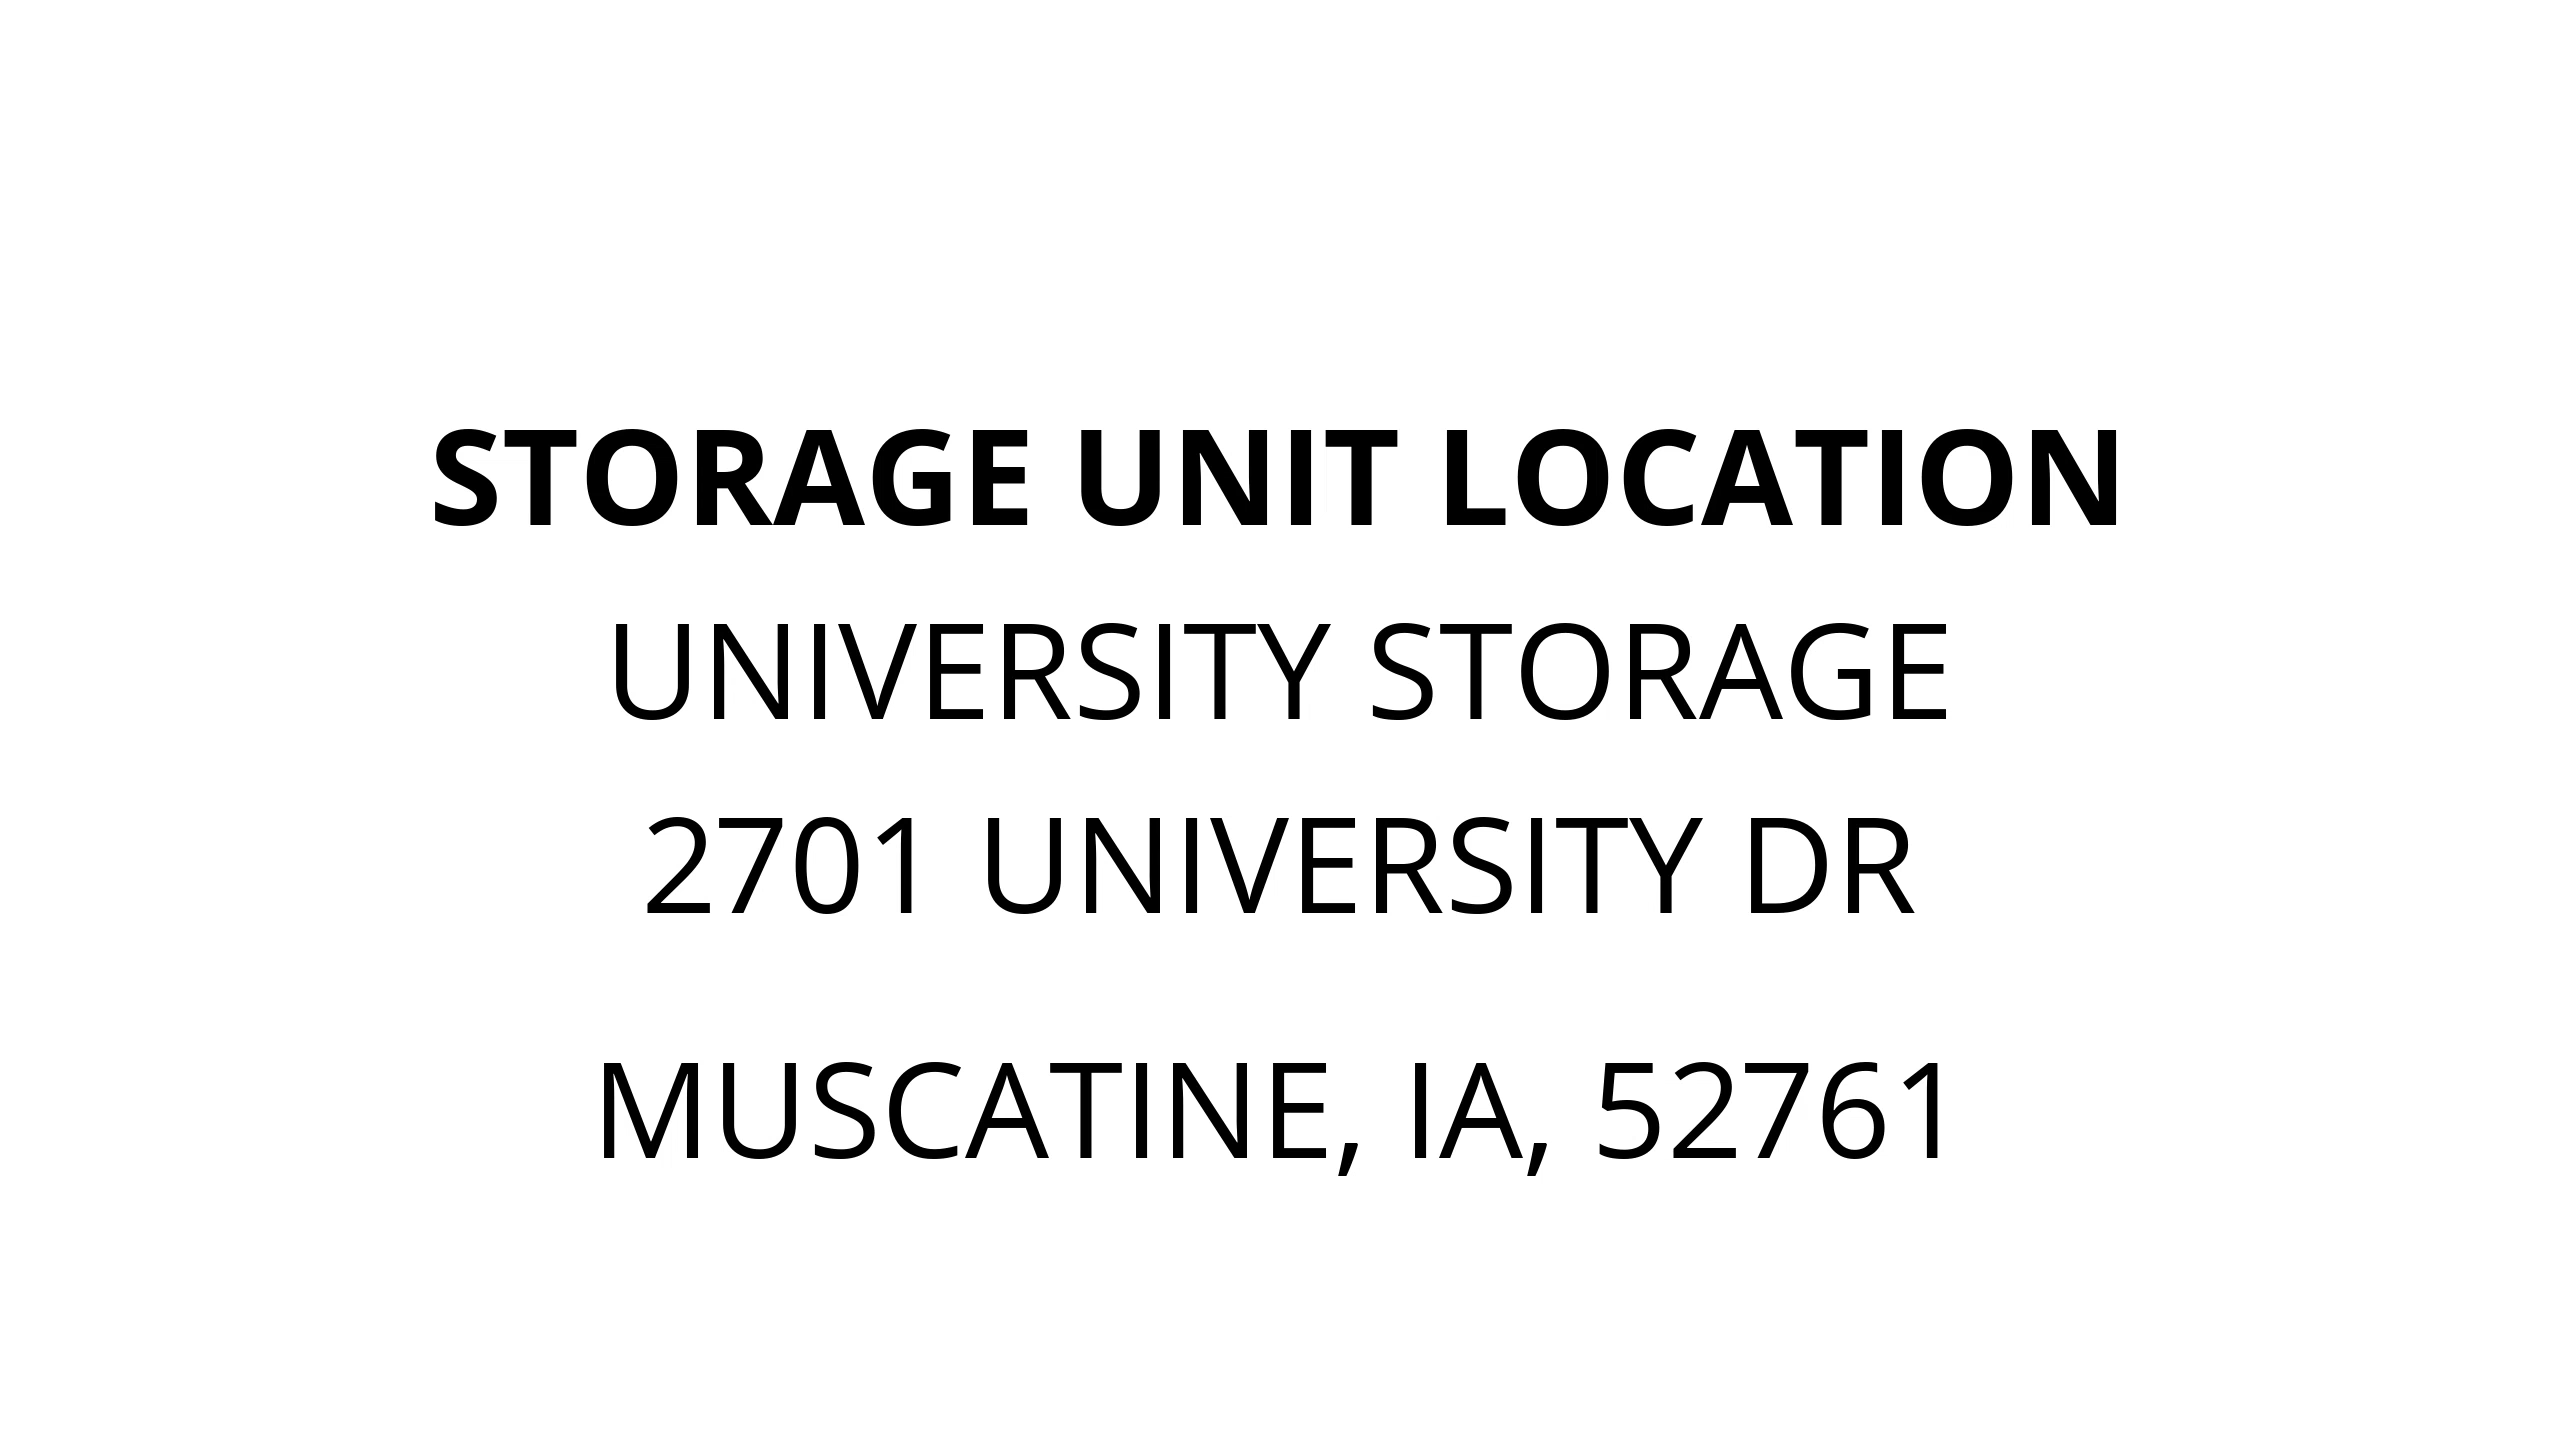 STORAGE UNIT LOCATION
UNIVERSITY STORAGE
2701 UNIVERSITY DR
MUSCATINE, IA, 52761